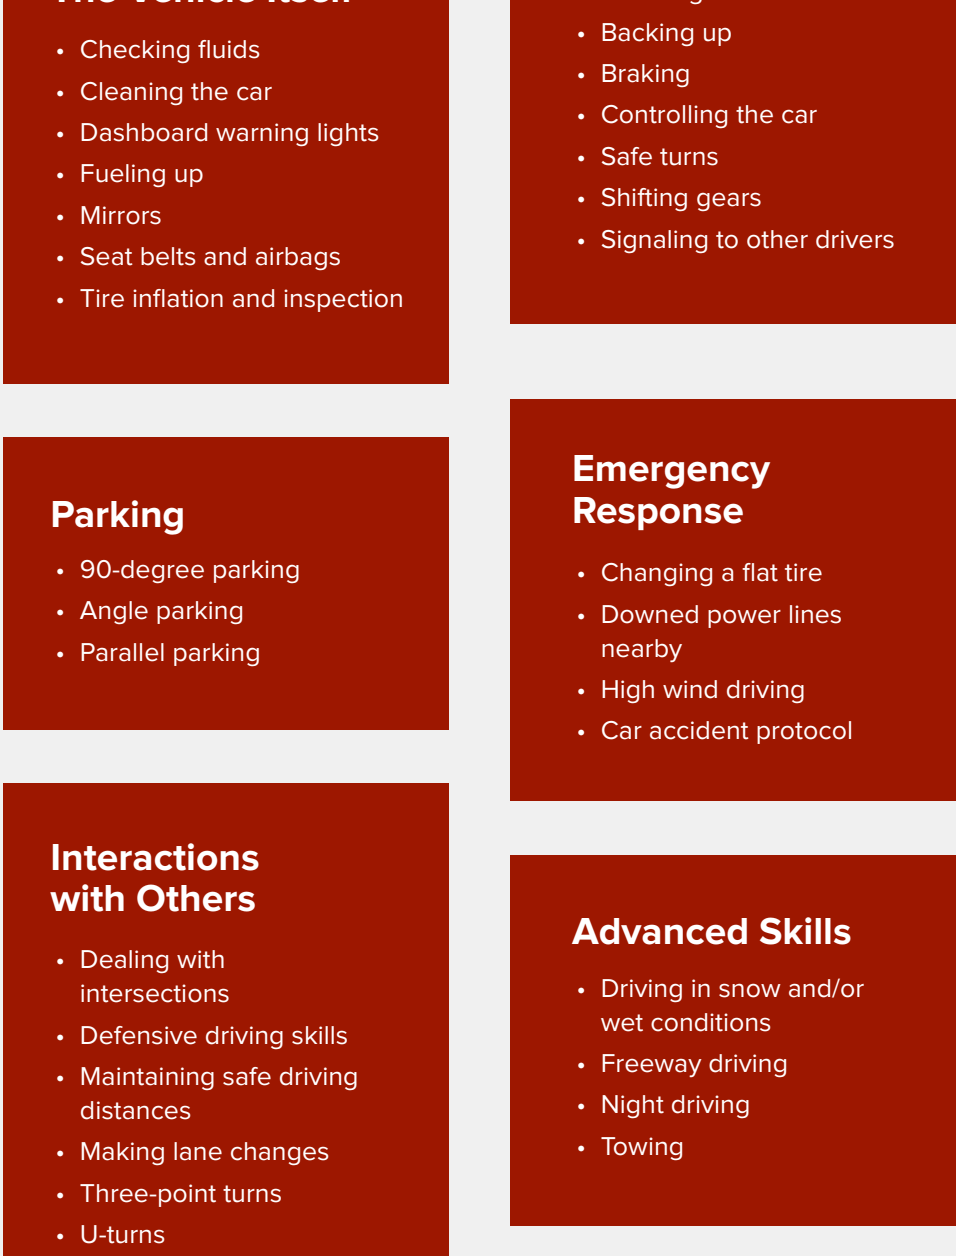 The Vehicle Itself
• Checking fluids
• Cleaning the car
• Dashboard warning lights
• Fueling up
• Mirrors
• Seat belts and airbags
• Tire inflation and inspection
• Backing up
• Braking
• Controlling the car
• Safe turns
• Shifting gears
• Signaling to other drivers
Parking
• 90-degree parking
• Angle parking
• Parallel parking
Emergency
Response
• Changing a flat tire
• Downed power lines
nearby
• High wind driving
• Car accident protocol
Interactions
with Others
• Dealing with
intersections
• Defensive driving skills
• Maintaining safe driving
distances
• Making lane changes
• Three-point turns
• U-turns
Advanced Skills
• Driving in snow and/or
wet conditions
• Freeway driving
• Night driving
• Towing